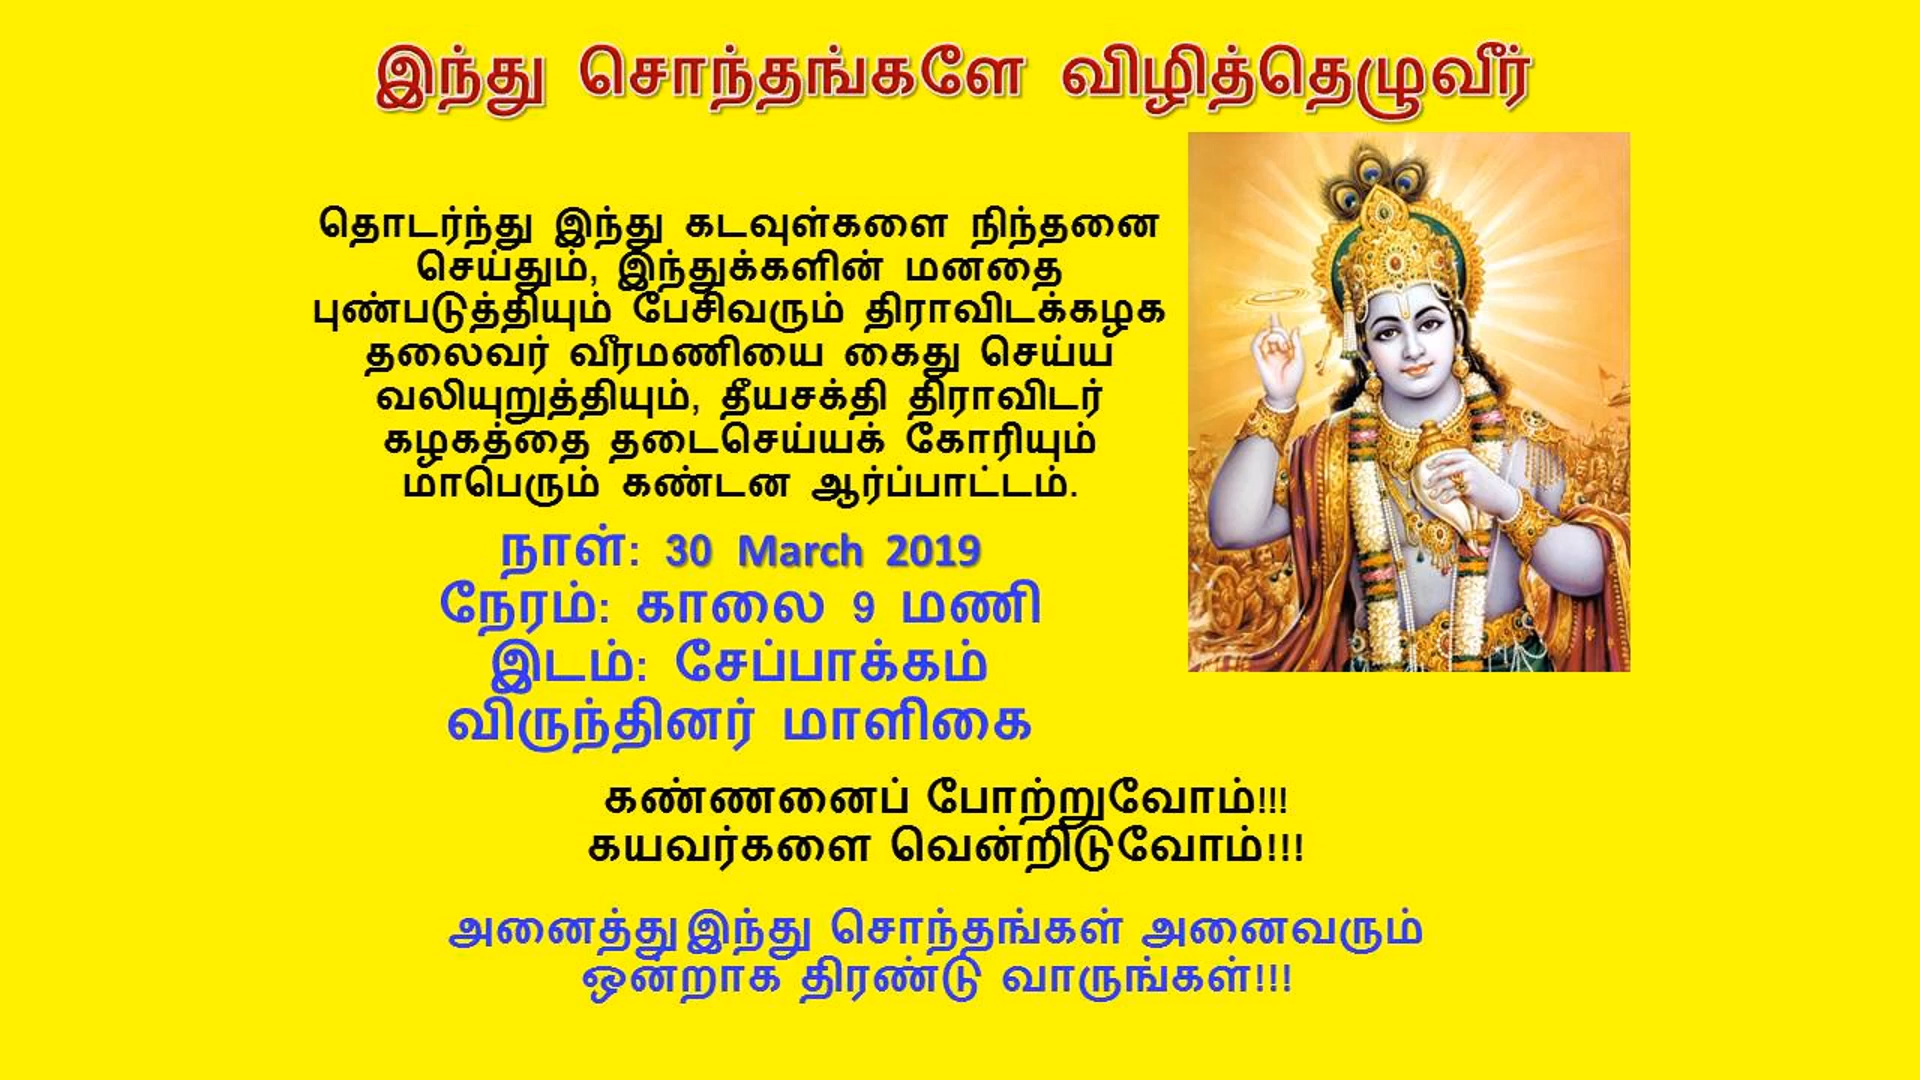 இந்து சொந்தங்களே விழித்தெழுவீர்
தொடர்ந்து இந்து கடவுள்களை நிந்தனை
செய்தும், இந்துக்களின் மனதை
புண்படுத்தியும் பேசிவரும் திராவிடக்கழக
தலைவர் வீரமணியை கைது செய்ய
வலியுறுத்தியும், தீயசக்தி திராவிடர்
கழகத்தை தடைசெய்யக் கோரியும்
மாபெரும் கண்டன ஆர்ப்பாட்டம்.
நாள்: 30 March 2019
நேரம்: காலை 9 மணி
இடம்: சேப்பாக்கம்
விருந்தினர் மாளிகை
கண்ணனைப் போற்றுவோம்!!!
கயவர்களை வென்றிடுவோம்!!!
அனைத்து இந்து சொந்தங்கள் அனைவரும்
ஒன்றாக திரண்டு வாருங்கள்!!!